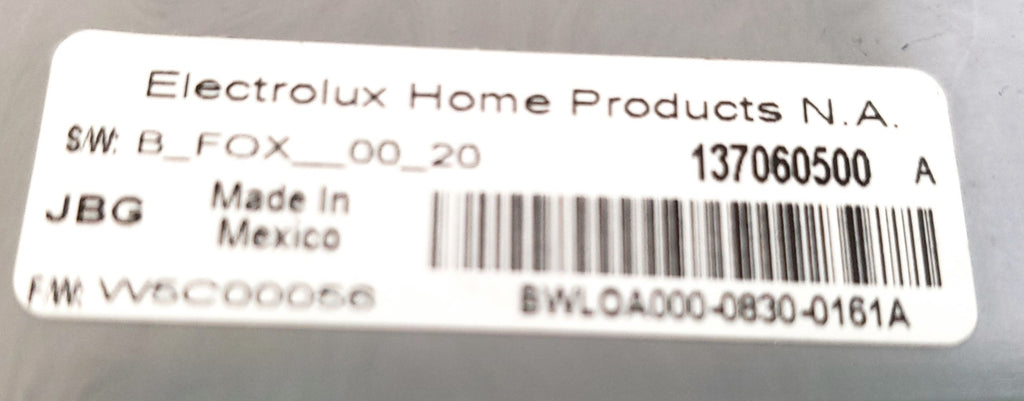 Electrolux Home Products N.A.
S/W: B_FOX__00_20
137060500 A
JBG
Made In
Mexico
F/W: W5C00056
BWLOA000-0830-0161A